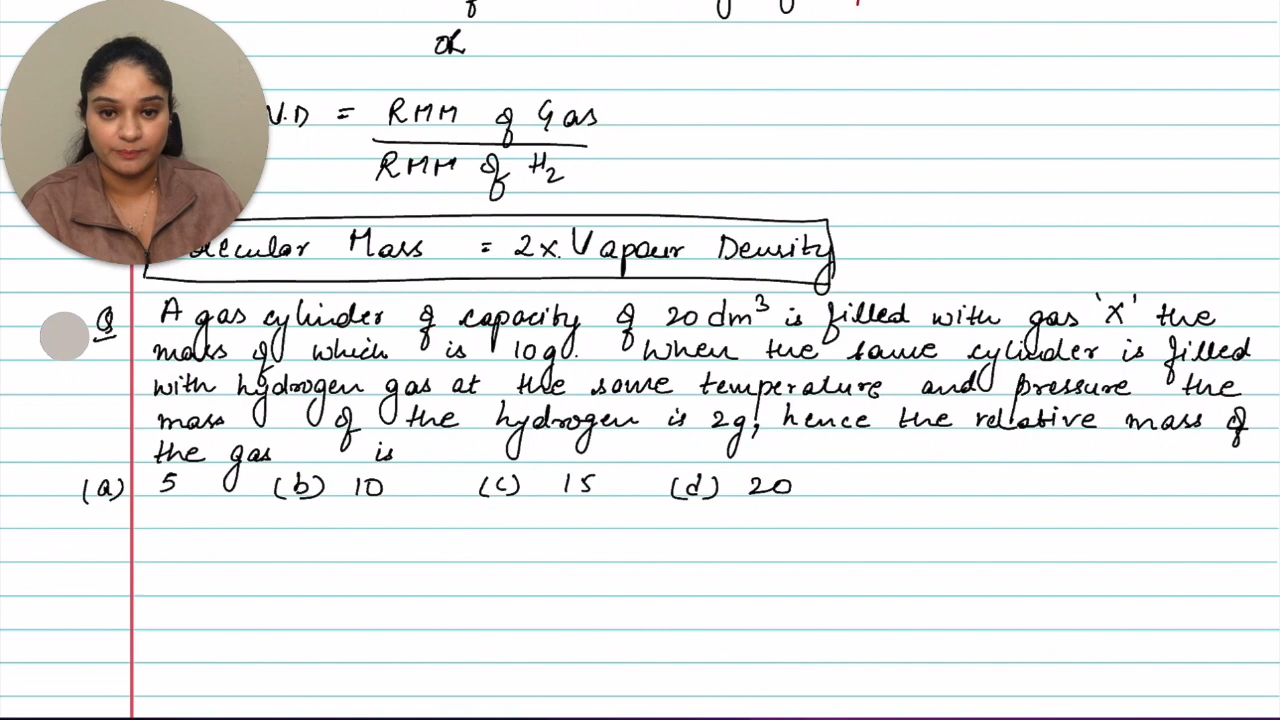 or
V.D = RMM of Gas
RMM of H₂
Mass = 2x. Vapour Density
Q A gas cylinder of capacity of 20 dm³ is filled with gas 'X' the
mass of which is 10g. When the same cylinder is filled
with hydrogen gas at the same temperature and pressure the
mass of the hydrogen is 2g, hence the relative mass of
the gas is
(a) 5 (b) 10 (c) 15 (d) 20